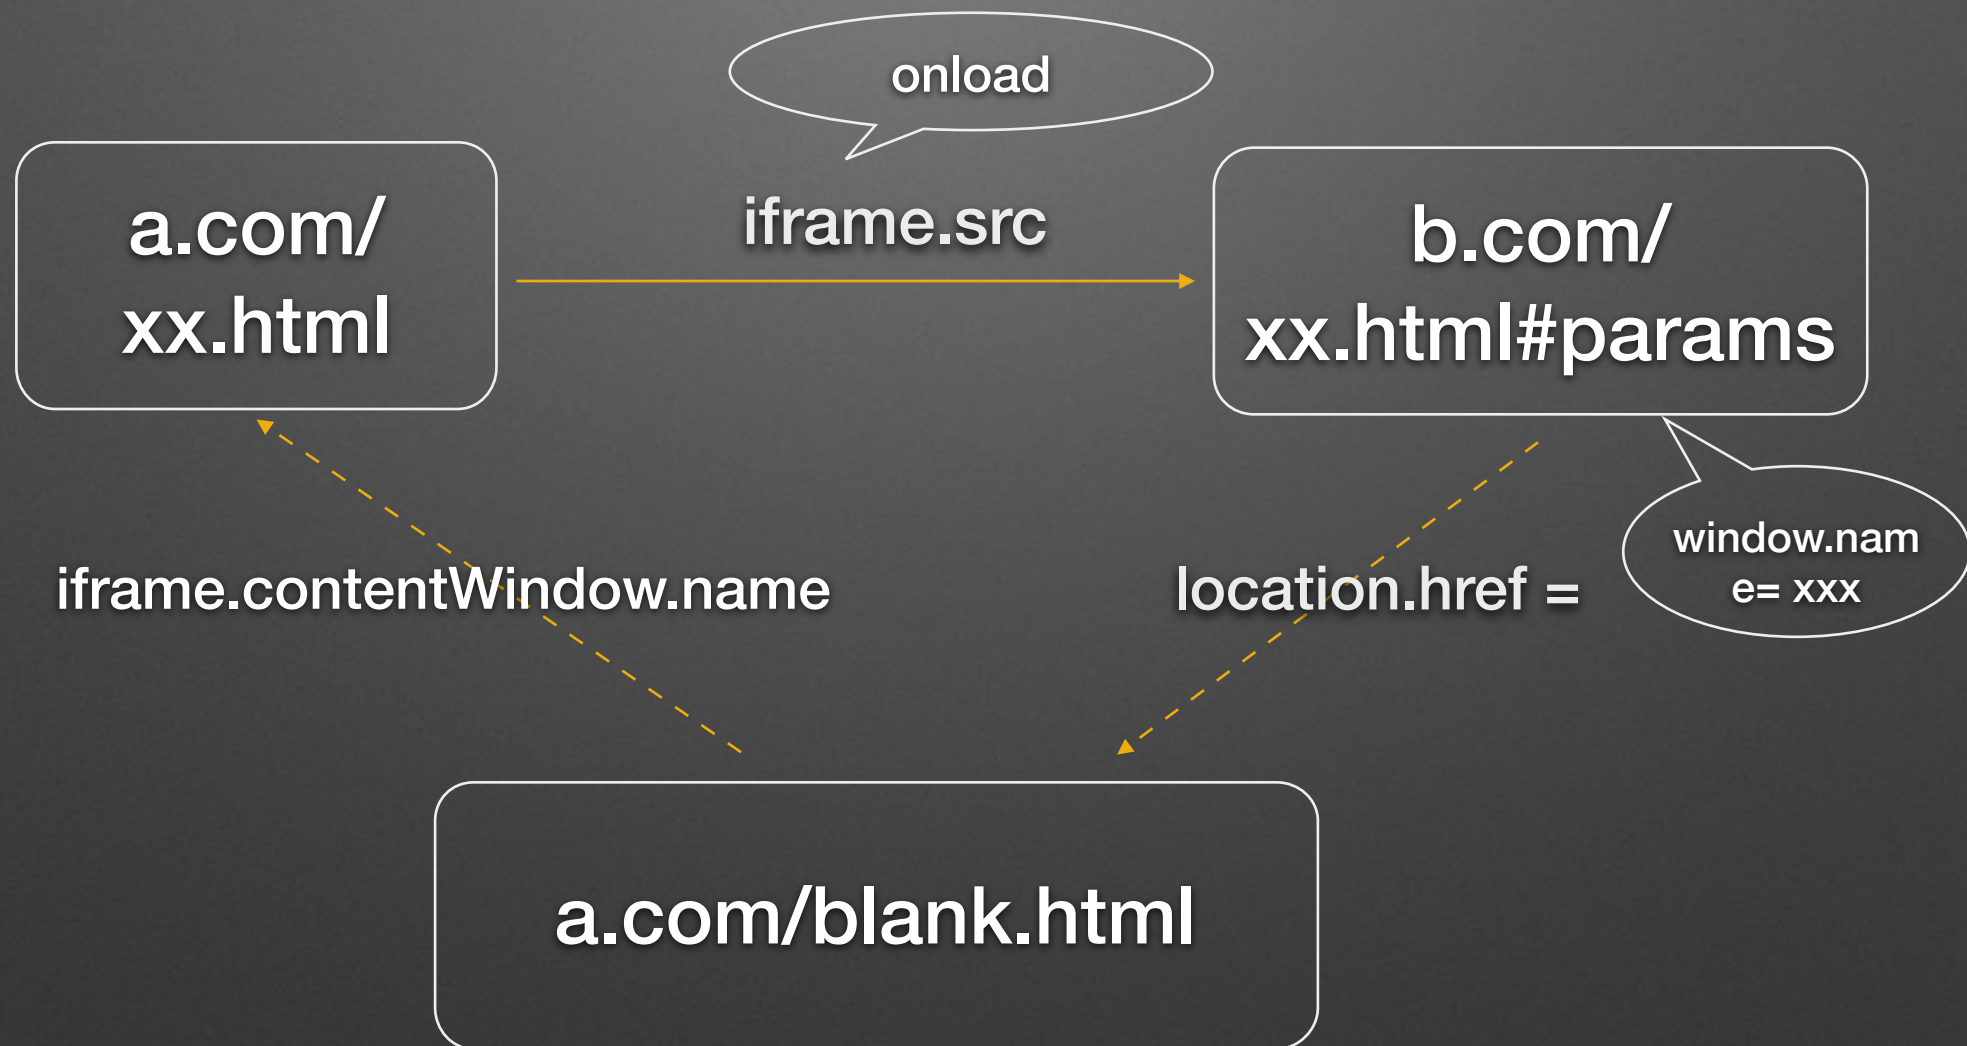 onload
a.com/
xx.html
iframe.src
b.com/
xx.html#params
iframe.contentWindow.name
location.href =
window.nam
e= xxx
a.com/blank.html